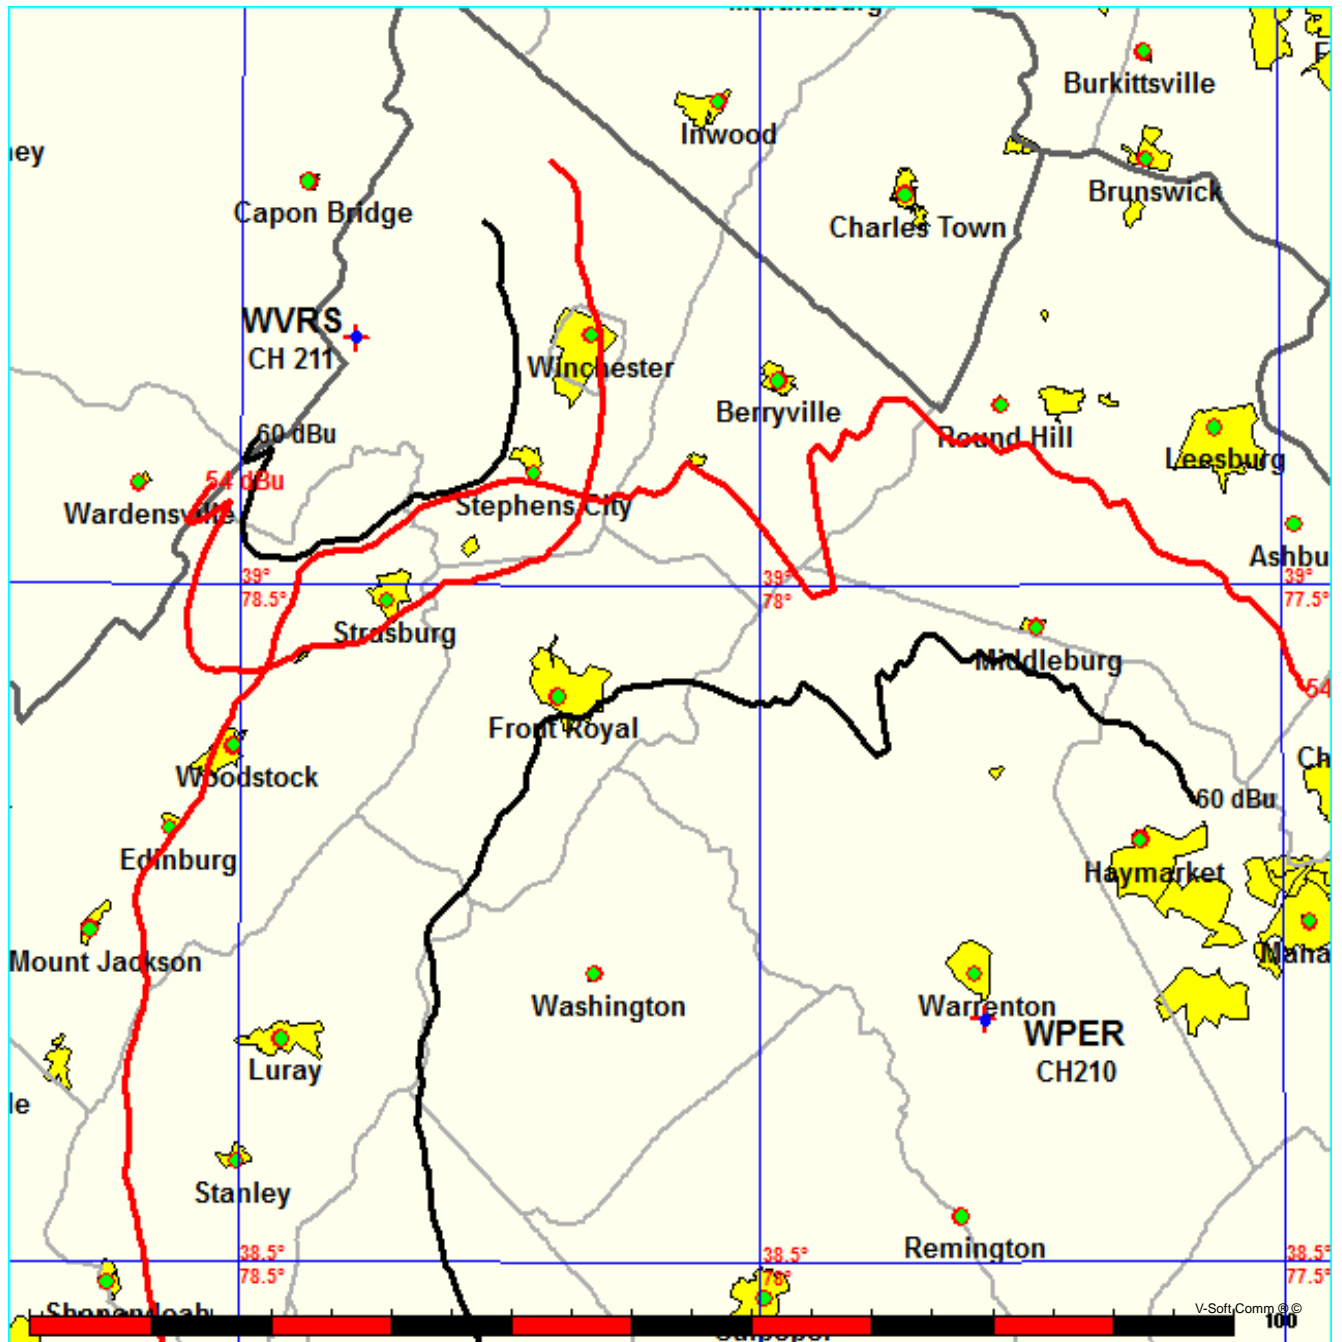 Burkittsville
Inwood
ey
Brunswick
Capon Bridge
Charles Town
WVRS
CH 211
Winchester
Berryville
60 dBu
Round Hill
Leesburg
54 dBu
Wardensville
Stephens City
Ashbu
39°
78.5°
39°
78°
39°
77.5°
Strasburg
Middleburg
54
Front Royal
Woodstock
Ch
60 dBu
Edinburg
Haymarket
Mount Jackson
Mana
Washington
Warrenton
WPER
CH210
Luray
le
Stanley
Remington
38.5°
78.5°
38.5°
78°
38.5°
77.5°
V-Soft Comm ® ©
100